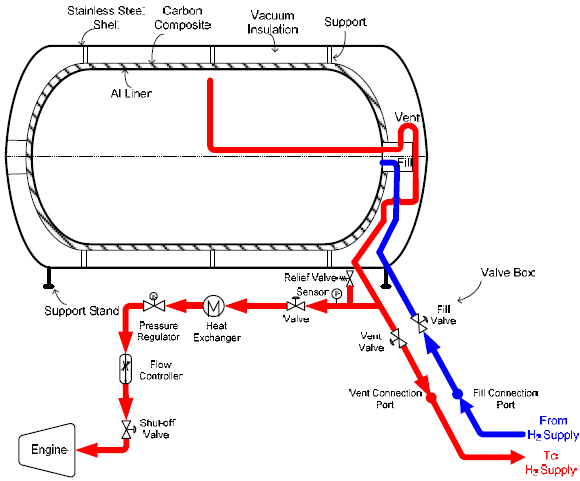 Stainless Steel
Shell
Carbon
Composite
Vacuum
Insulation
Support
Al Liner
Vent
Fill
Relief Valve
Sensor
Valve Box
Support Stand
Pressure
Regulator
Heat
Exchanger
Valve
Vent
Valve
Fill
Valve
Flow
Controller
Vent Connection
Port
Fill Connection
Port
Shutoff
Valve
Engine
From
H2 Supply
To
H2 Supply